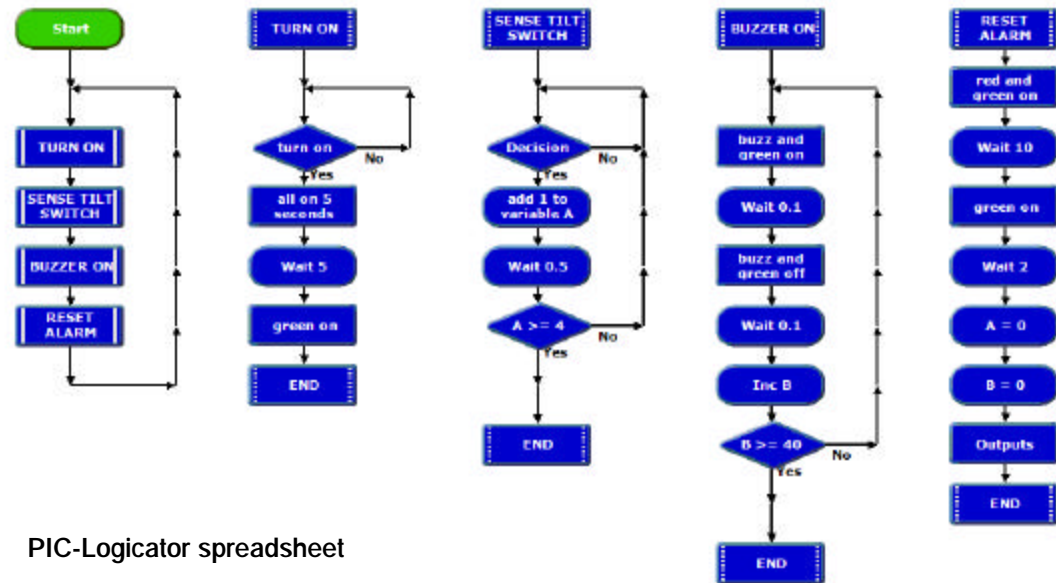 Start
TURN ON
SENSE TILT
SWITCH
BUZZER ON
RESET
ALARM
TURN ON
turn on
No
Yes
all on 5
seconds
Wait 5
green on
END
SENSE TILT
SWITCH
Decision
No
Yes
add 1 to
variable A
Wait 0.5
A >= 4
No
Yes
END
BUZZER ON
buzz and
green on
Wait 0.1
buzz and
green off
Wait 0.1
Inc B
B >= 40
No
Yes
END
RESET
ALARM
red and
green on
Wait 10
green on
Wait 2
A = 0
B = 0
Outputs
END
PIC-Logicator spreadsheet